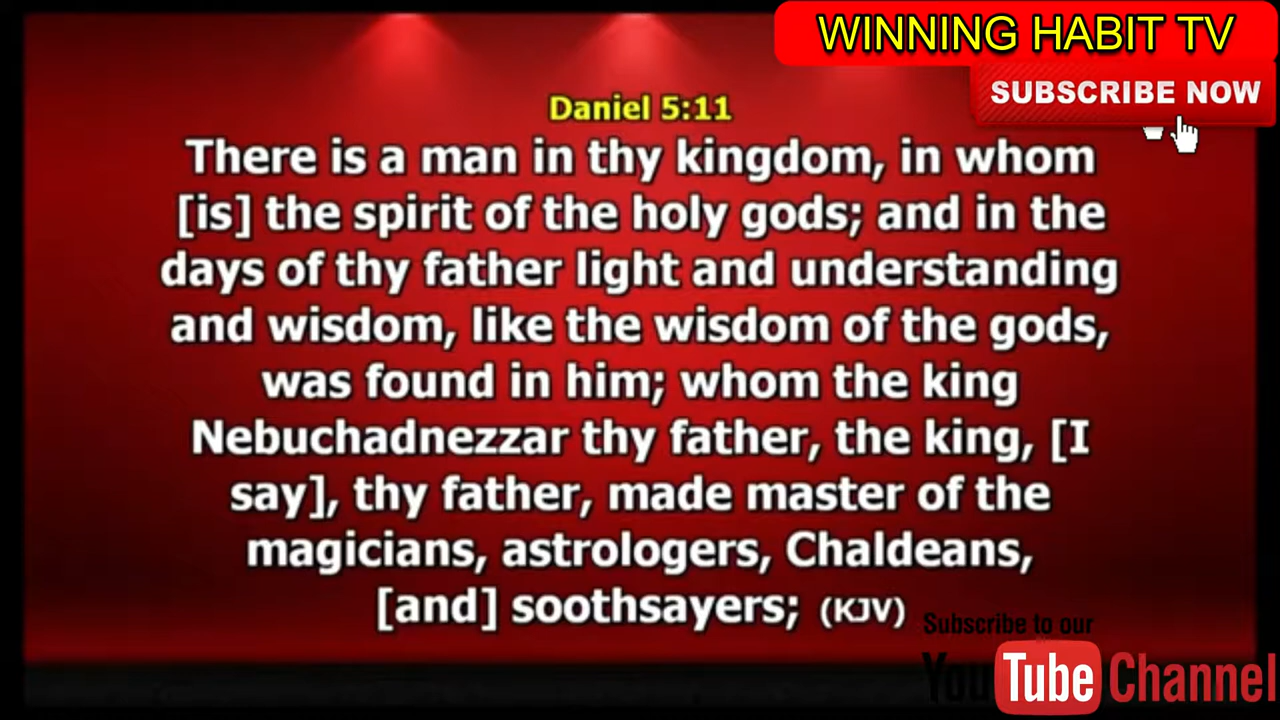 WINNING HABIT TV
SUBSCRIBE NOW
Daniel 5:11
There is a man in thy kingdom, in whom
[is] the spirit of the holy gods; and in the
days of thy father light and understanding
and wisdom, like the wisdom of the gods,
was found in him; whom the king
Nebuchadnezzar thy father, the king, [I
say], thy father, made master of the
magicians, astrologers, Chaldeans,
[and] soothsayers; (KJV)
Subscribe to our
YouTube Channel